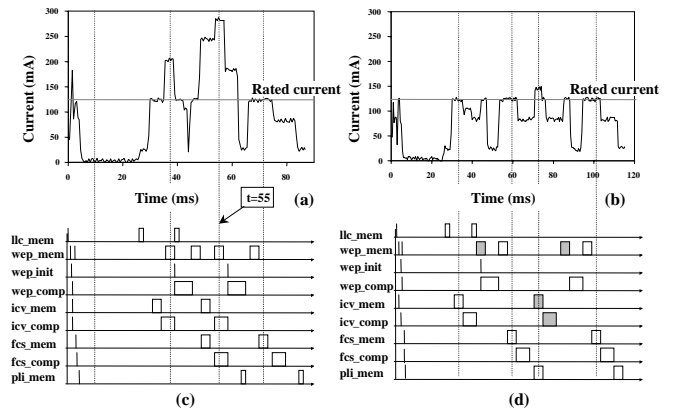 300
250
200
150
100
50
0
Current (mA)
Rated current
0 20 40 60 80
Time (ms)
(a)
300
250
200
150
100
50
0
Current (mA)
Rated current
0 20 40 60 80 100 120
Time (ms)
(b)
t=55
llc_mem
wep_mem
wep_init
wep_comp
icv_mem
icv_comp
fcs_mem
fcs_comp
pli_mem
(c)
llc_mem
wep_mem
wep_init
wep_comp
icv_mem
icv_comp
fcs_mem
fcs_comp
pli_mem
(d)